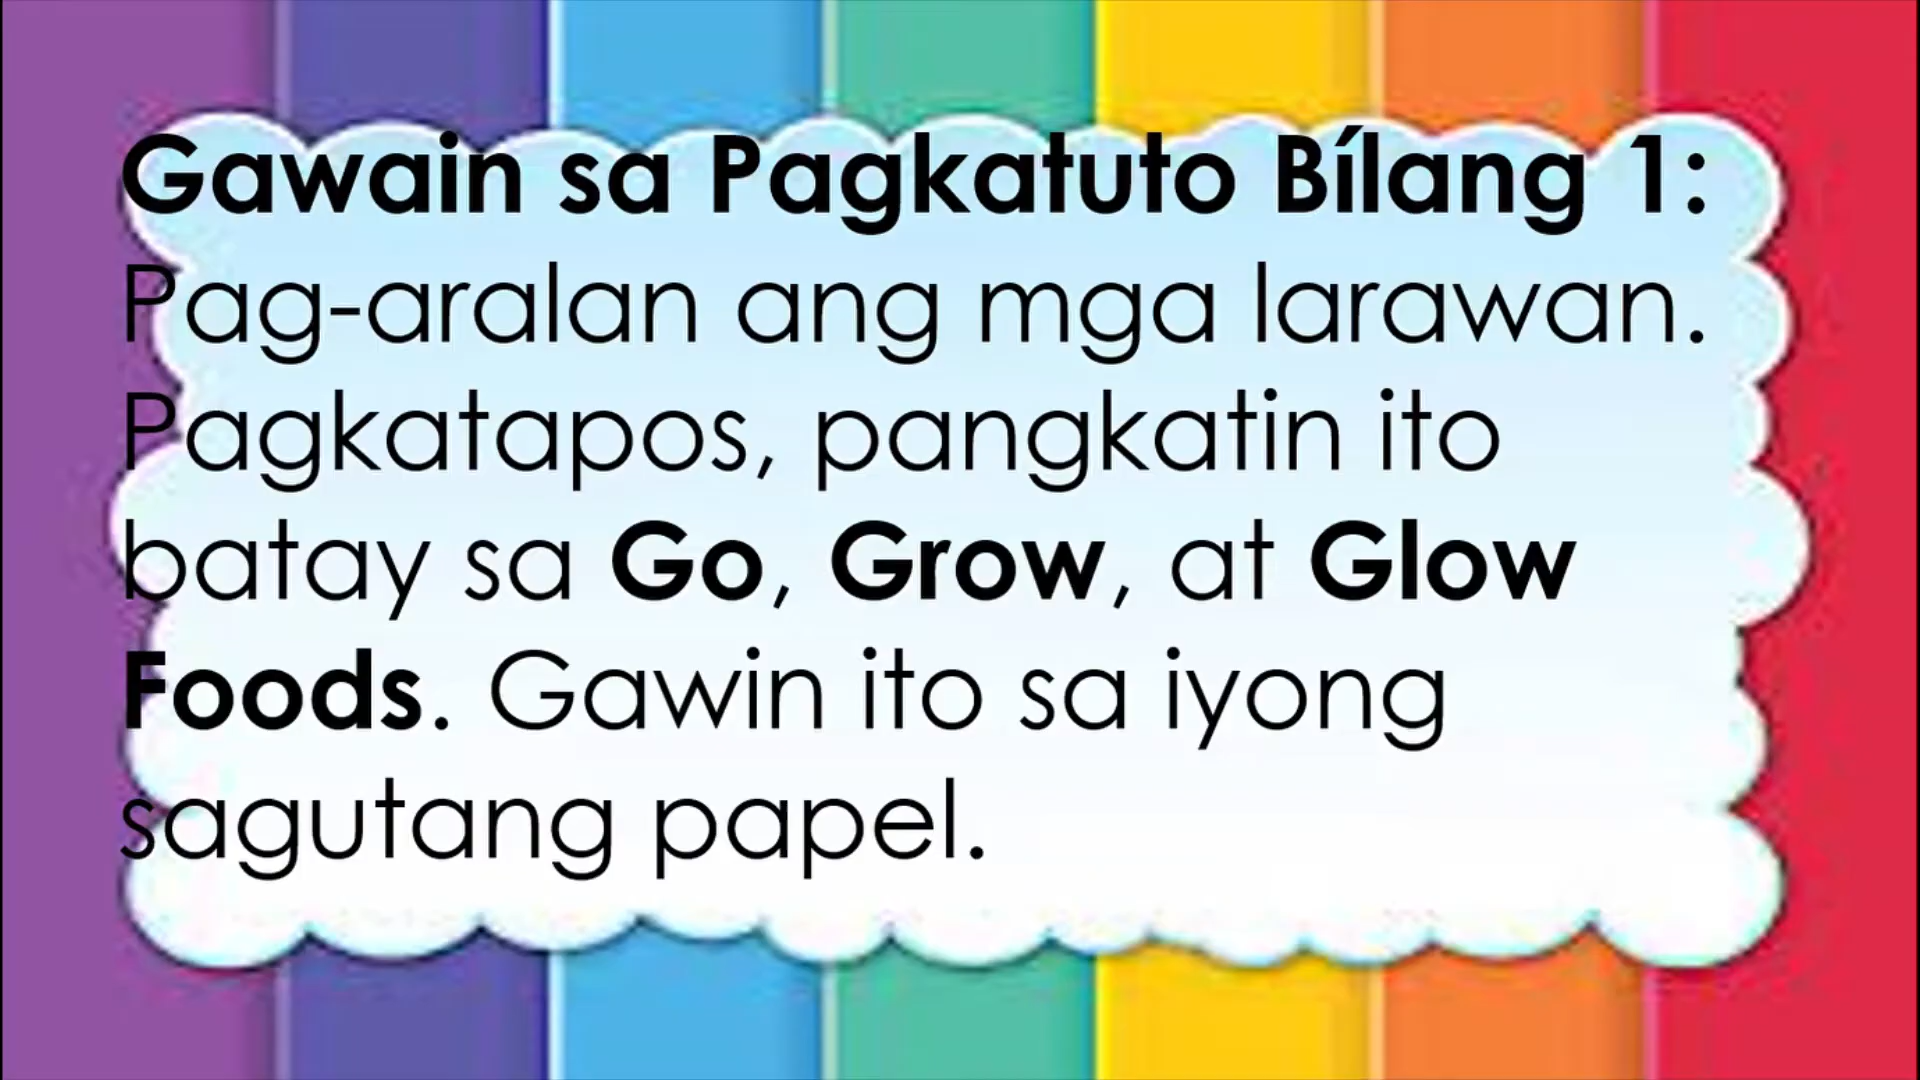 Gawain sa Pagkatuto Bílang 1:
Pag-aralan ang mga larawan.
Pagkatapos, pangkatin ito
batay sa Go, Grow, at Glow
Foods. Gawin ito sa iyong
sagutang papel.